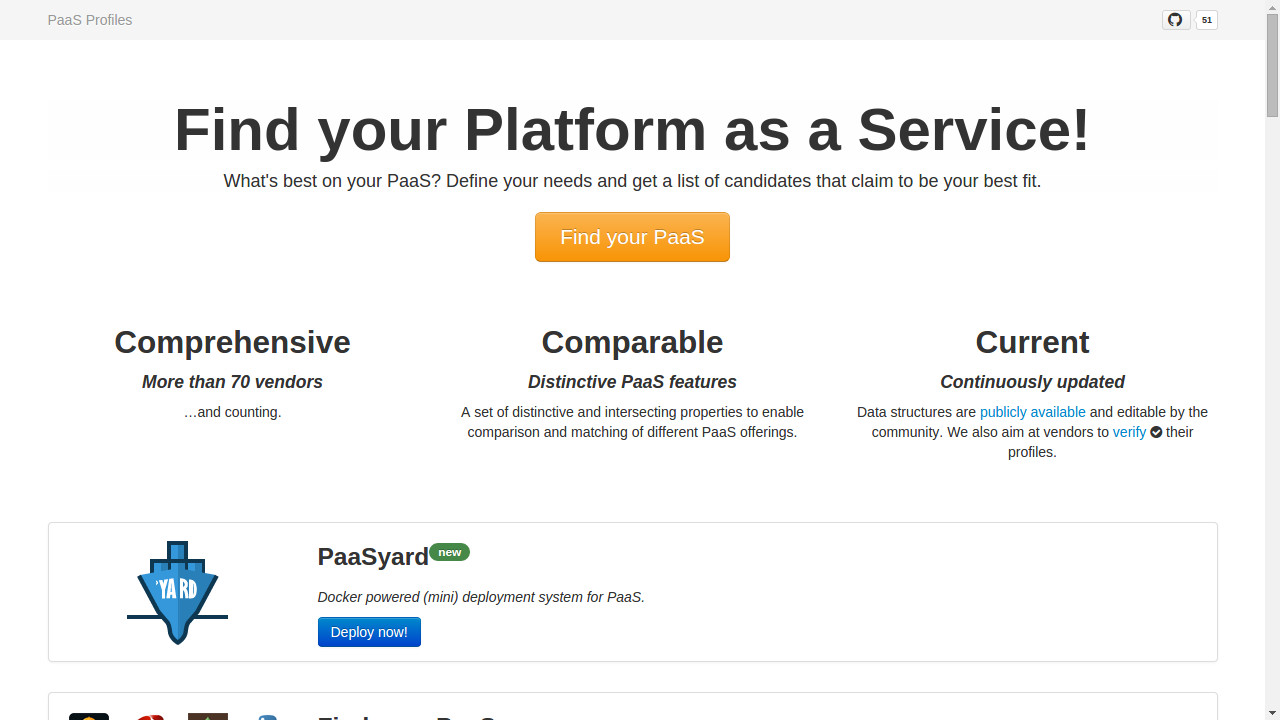 PaaS Profiles
51
Find your Platform as a Service!
What's best on your PaaS? Define your needs and get a list of candidates that claim to be your best fit.
Find your PaaS
Comprehensive
More than 70 vendors
…and counting.
Comparable
Distinctive PaaS features
A set of distinctive and intersecting properties to enable
comparison and matching of different PaaS offerings.
Current
Continuously updated
Data structures are publicly available and editable by the
community. We also aim at vendors to verify their
profiles.
'YARD
PaaSyard new
Docker powered (mini) deployment system for PaaS.
Deploy now!